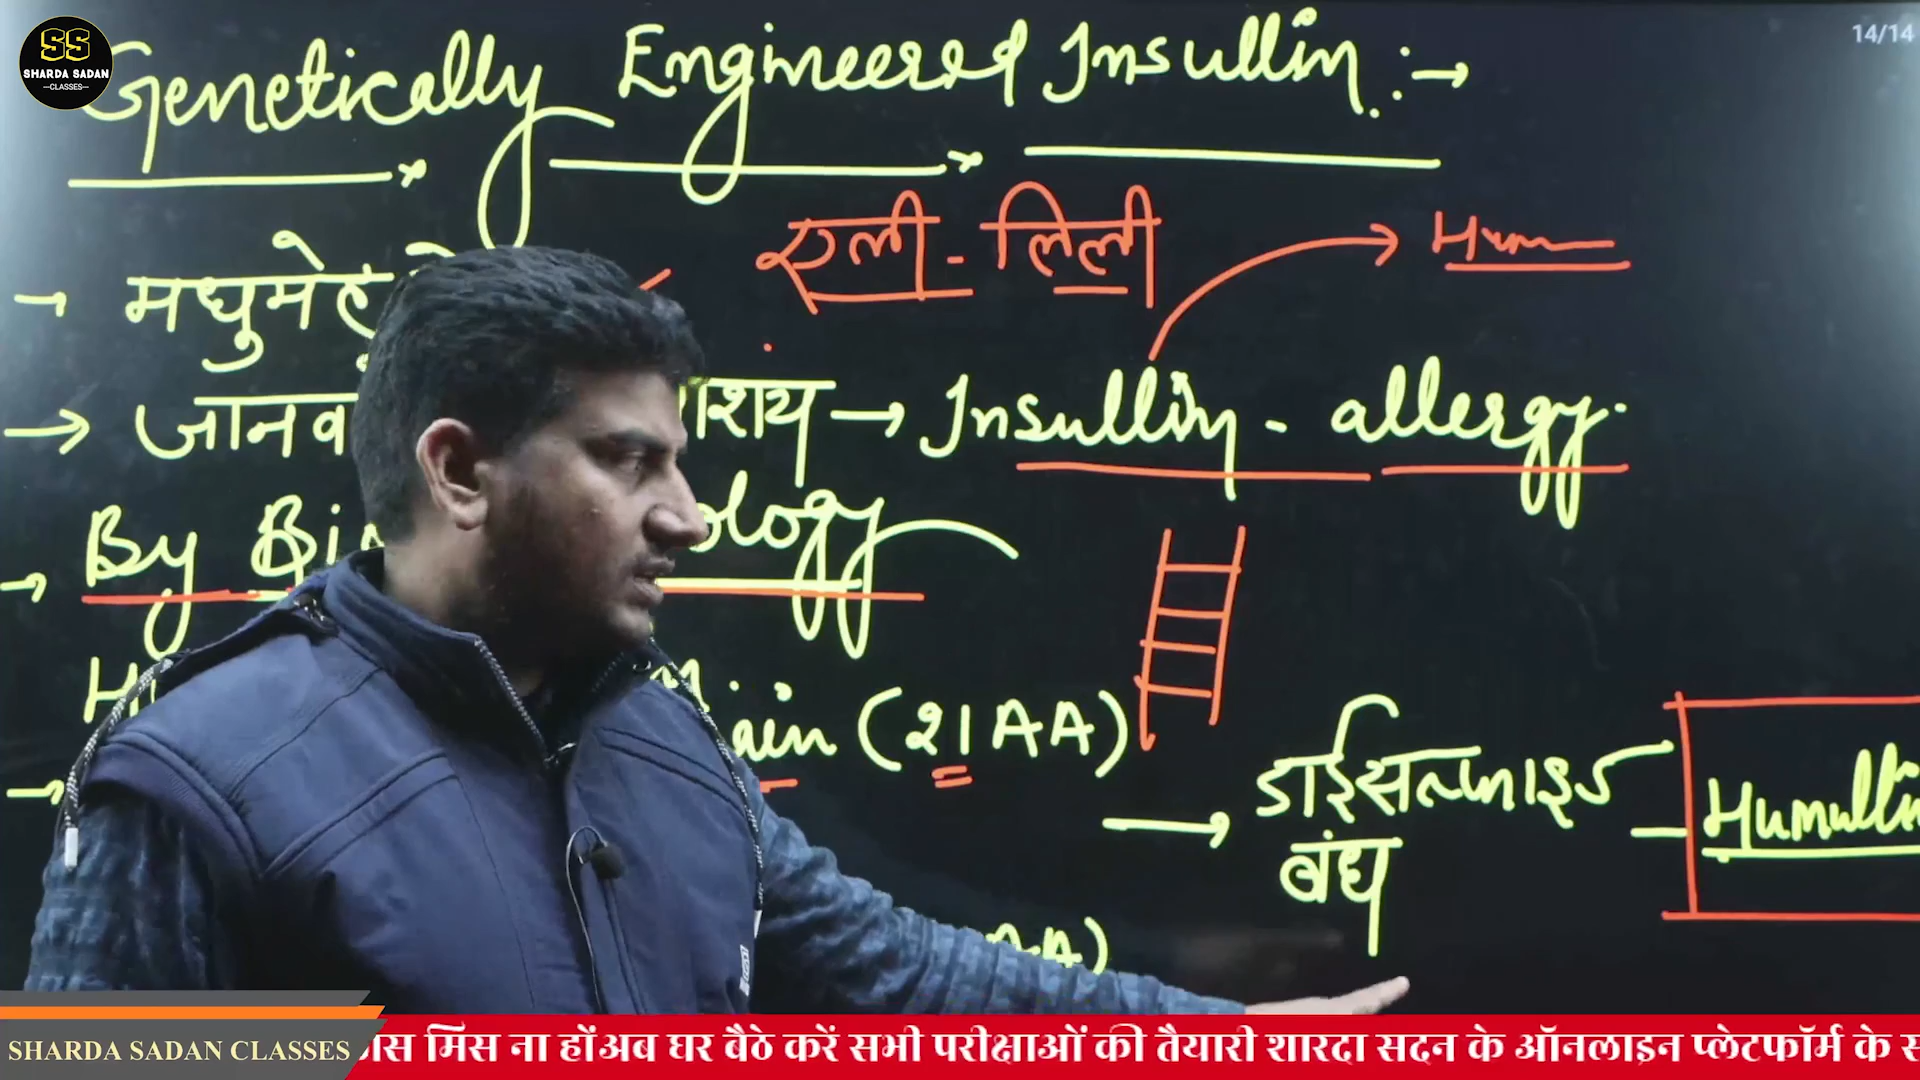 SS
SHARDA SADAN
—CLASSES—
14/14
Genetically Engineered Insullin :→
एली - लिली
→ मधुमेह
→ Hum
→ जानव ाशय → Insullin - allergy
→ By Bi ology
ain (21AA)
→ डाईसल्फाइड बंध — Humullin
AA)
SHARDA SADAN CLASSES
मिस ना होंअब घर बैठे करें सभी परीक्षाओं की तैयारी शारदा सदन के ऑनलाइन प्लेटफॉर्म के स